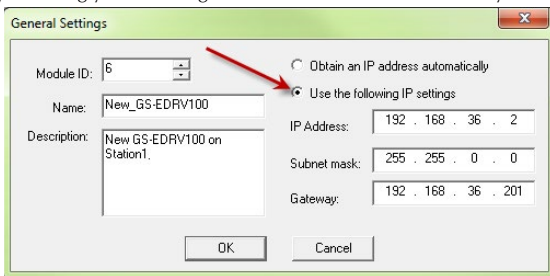 General Settings
Module ID: 6
Obtain an IP address automatically
Use the following IP settings
Name: New_GS-EDRV100
IP Address: 192 . 168 . 36 . 2
Description: New GS-EDRV100 on
Station1.
Subnet mask: 255 . 255 . 0 . 0
Gateway: 192 . 168 . 36 . 201
OK
Cancel